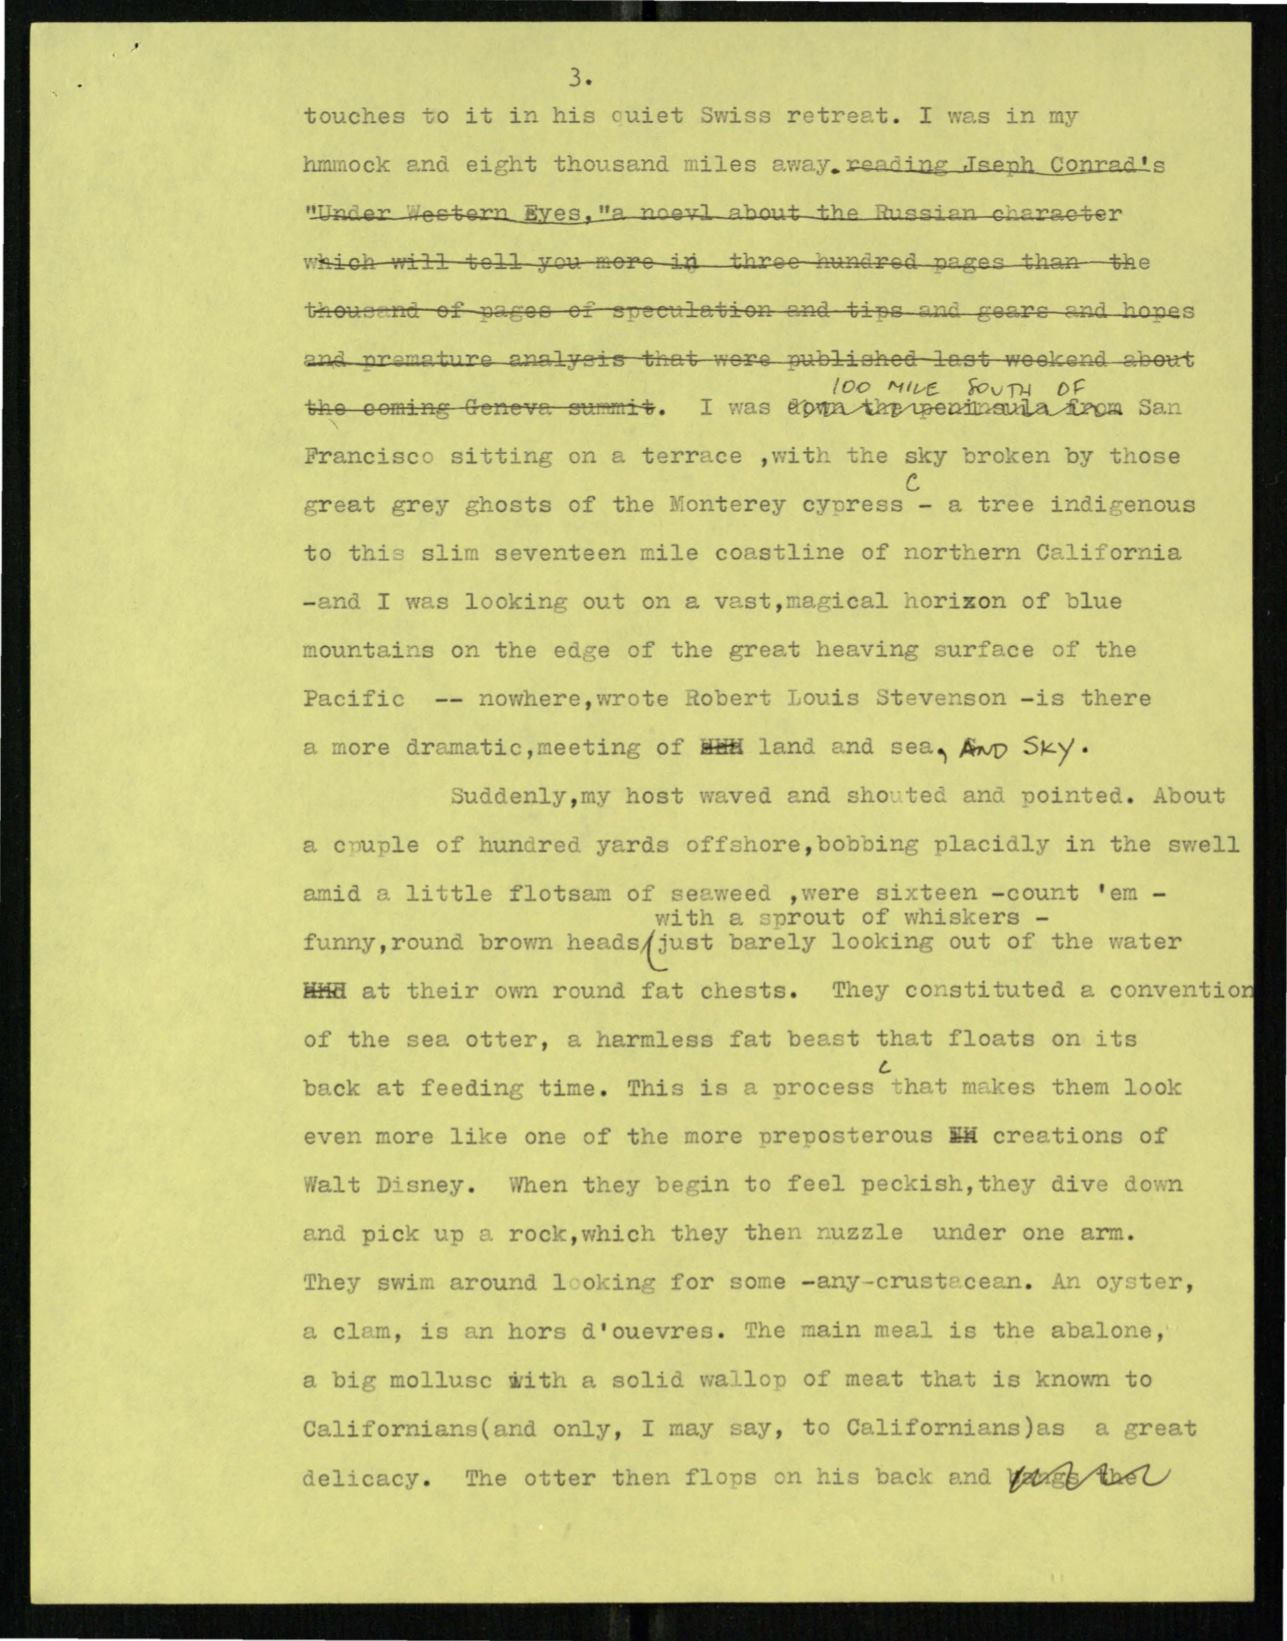 3.
touches to it in his quiet Swiss retreat. I was in my
hmmock and eight thousand miles away. reading Jseph Conrad's
"Under Western Eyes,"a noevl about the Russian character
which will tell you more in three hundred pages than the
thousand of pages of speculation and tips and gears and hopes
and premature analysis that were published last weekend about
100 MILE SOUTH OF
the coming Geneva summit. I was down the peninsula from San
Francisco sitting on a terrace ,with the sky broken by those
great grey ghosts of the Monterey cypress - a tree indigenous
to this slim seventeen mile coastline of northern California
-and I was looking out on a vast,magical horizon of blue
mountains on the edge of the great heaving surface of the
Pacific -- nowhere,wrote Robert Louis Stevenson -is there
a more dramatic,meeting of land and sea, AND SKY.
Suddenly,my host waved and shouted and pointed. About
a couple of hundred yards offshore,bobbing placidly in the swell
amid a little flotsam of seaweed ,were sixteen -count 'em -
with a sprout of whiskers -
funny,round brown heads(just barely looking out of the water
at their own round fat chests. They constituted a convention
of the sea otter, a harmless fat beast that floats on its
back at feeding time. This is a process that makes them look
even more like one of the more preposterous creations of
Walt Disney. When they begin to feel peckish,they dive down
and pick up a rock,which they then nuzzle under one arm.
They swim around looking for some -any-crustacean. An oyster,
a clam, is an hors d'ouevres. The main meal is the abalone,
a big mollusc with a solid wallop of meat that is known to
Californians(and only, I may say, to Californians)as a great
delicacy. The otter then flops on his back and bangs the